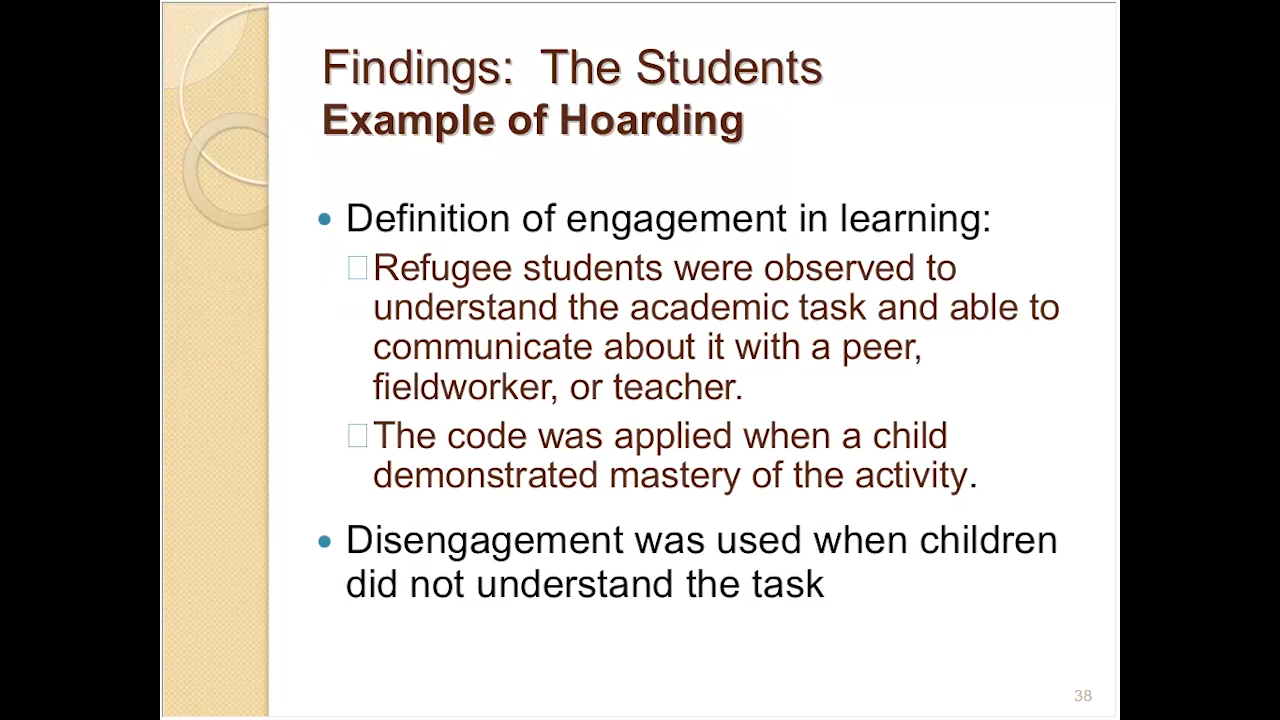 Findings:  The Students
Example of Hoarding
• Definition of engagement in learning:
□Refugee students were observed to
understand the academic task and able to
communicate about it with a peer,
fieldworker, or teacher.
□The code was applied when a child
demonstrated mastery of the activity.
• Disengagement was used when children
did not understand the task
38